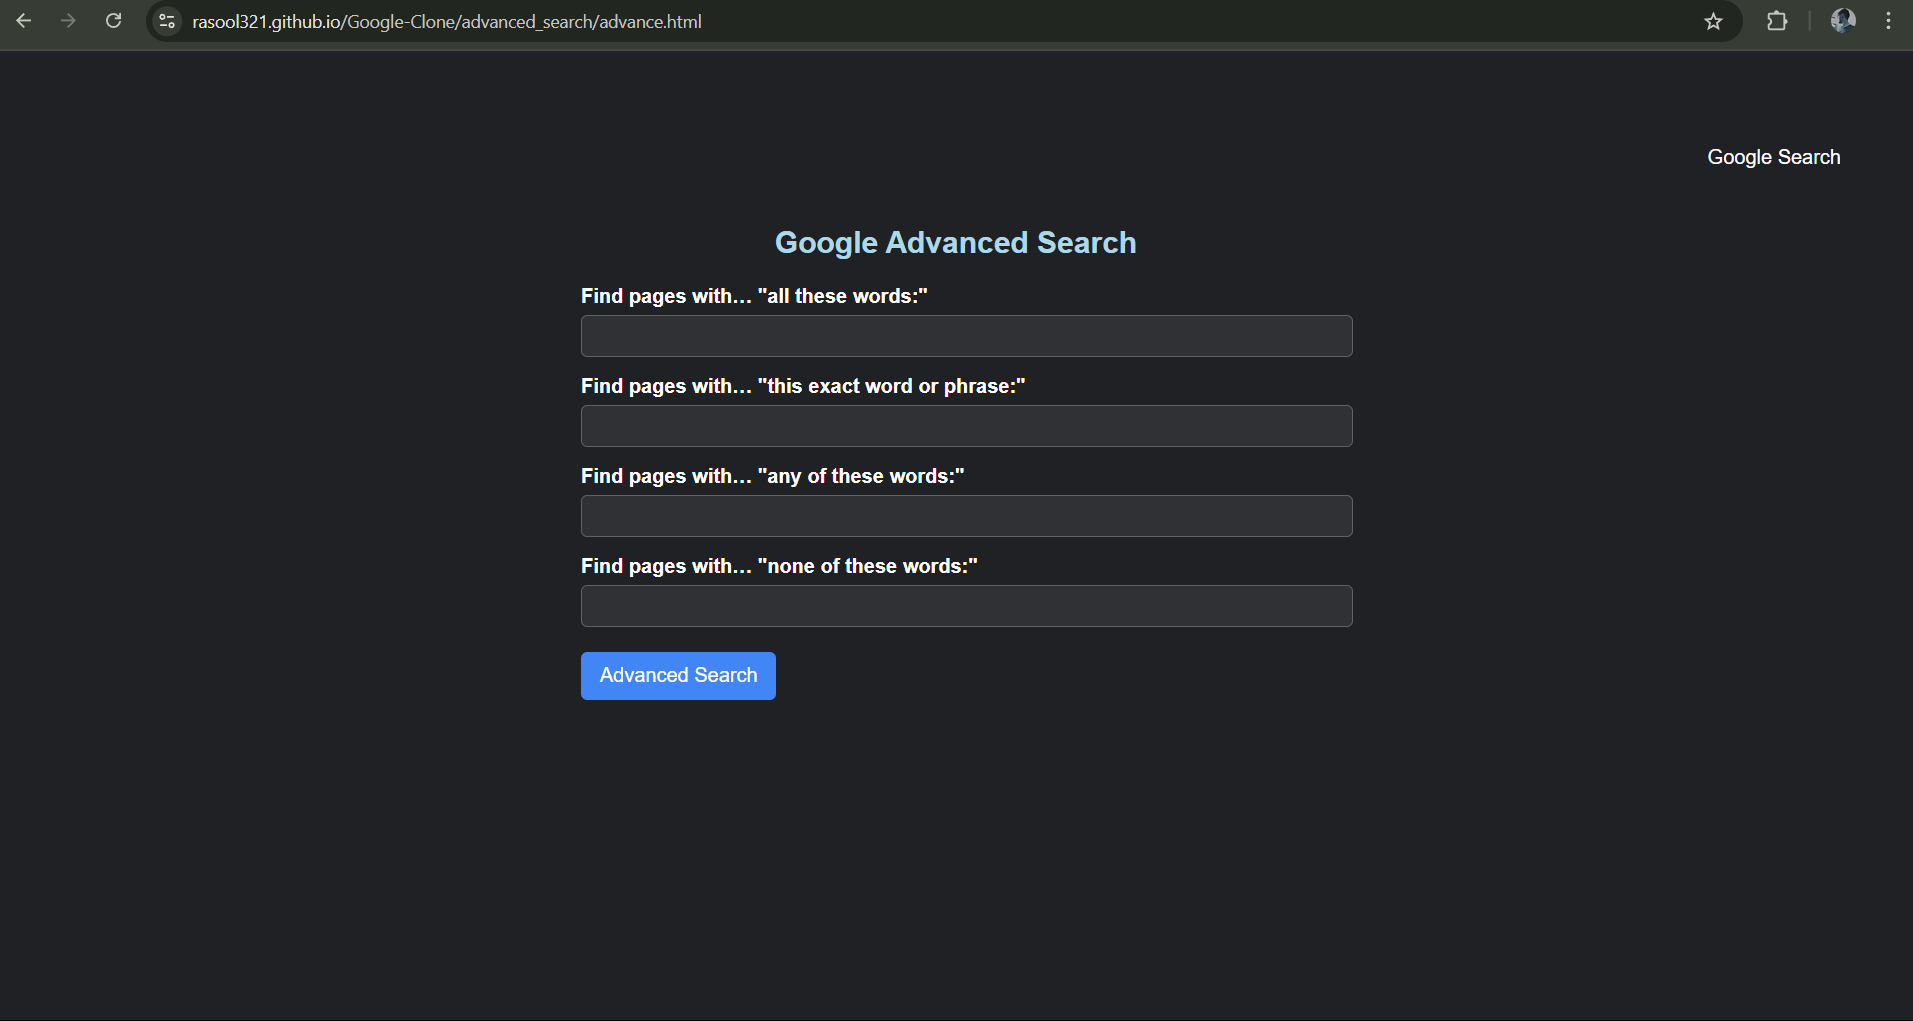 rasool321.github.io/Google-Clone/advanced_search/advance.html
Google Search
Google Advanced Search
Find pages with… "all these words:"
Find pages with… "this exact word or phrase:"
Find pages with… "any of these words:"
Find pages with… "none of these words:"
Advanced Search